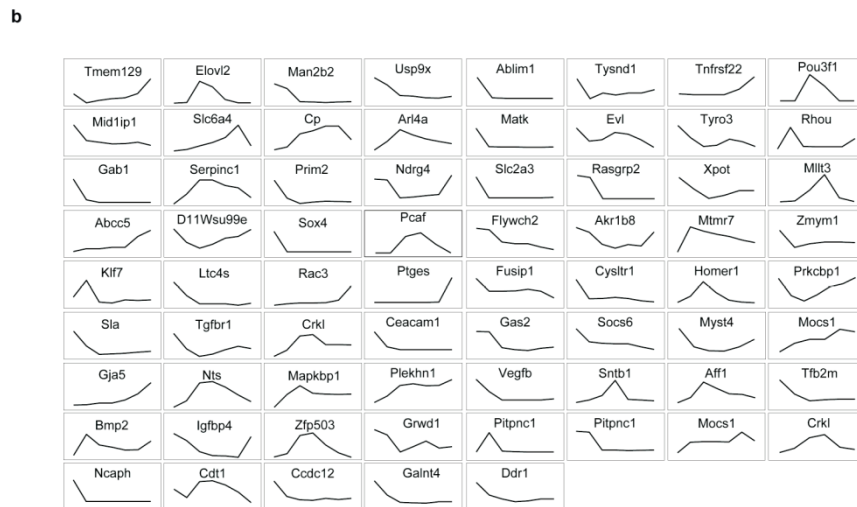 b
Tmem129 Elovl2 Man2b2 Usp9x Ablim1 Tysnd1 Tnfrsf22 Pou3f1
Mid1ip1 Slc6a4 Cp Arl4a Matk Evl Tyro3 Rhou
Gab1 Serpinc1 Prim2 Ndrg4 Slc2a3 Rasgrp2 Xpot Mllt3
Abcc5 D11Wsu99e Sox4 Pcaf Flywch2 Akr1b8 Mtmr7 Zmym1
Klf7 Ltc4s Rac3 Ptges Fusip1 Cysltr1 Homer1 Prkcbp1
Sla Tgfbr1 Crkl Ceacam1 Gas2 Socs6 Myst4 Mocs1
Gja5 Nts Mapkbp1 Plekhn1 Vegfb Sntb1 Aff1 Tfb2m
Bmp2 Igfbp4 Zfp503 Grwd1 Pitpnc1 Pitpnc1 Mocs1 Crkl
Ncaph Cdt1 Ccdc12 Galnt4 Ddr1